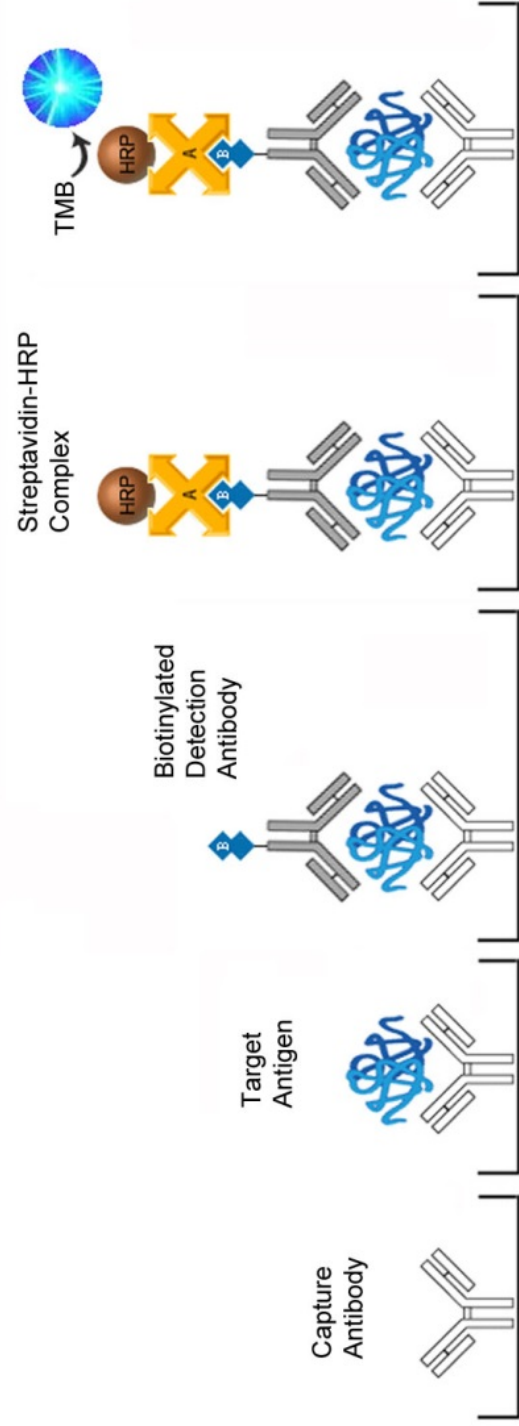 Capture
Antibody
Target
Antigen
B
Biotinylated
Detection
Antibody
Streptavidin-HRP
Complex
HRP
A
B
TMB
HRP
A
B